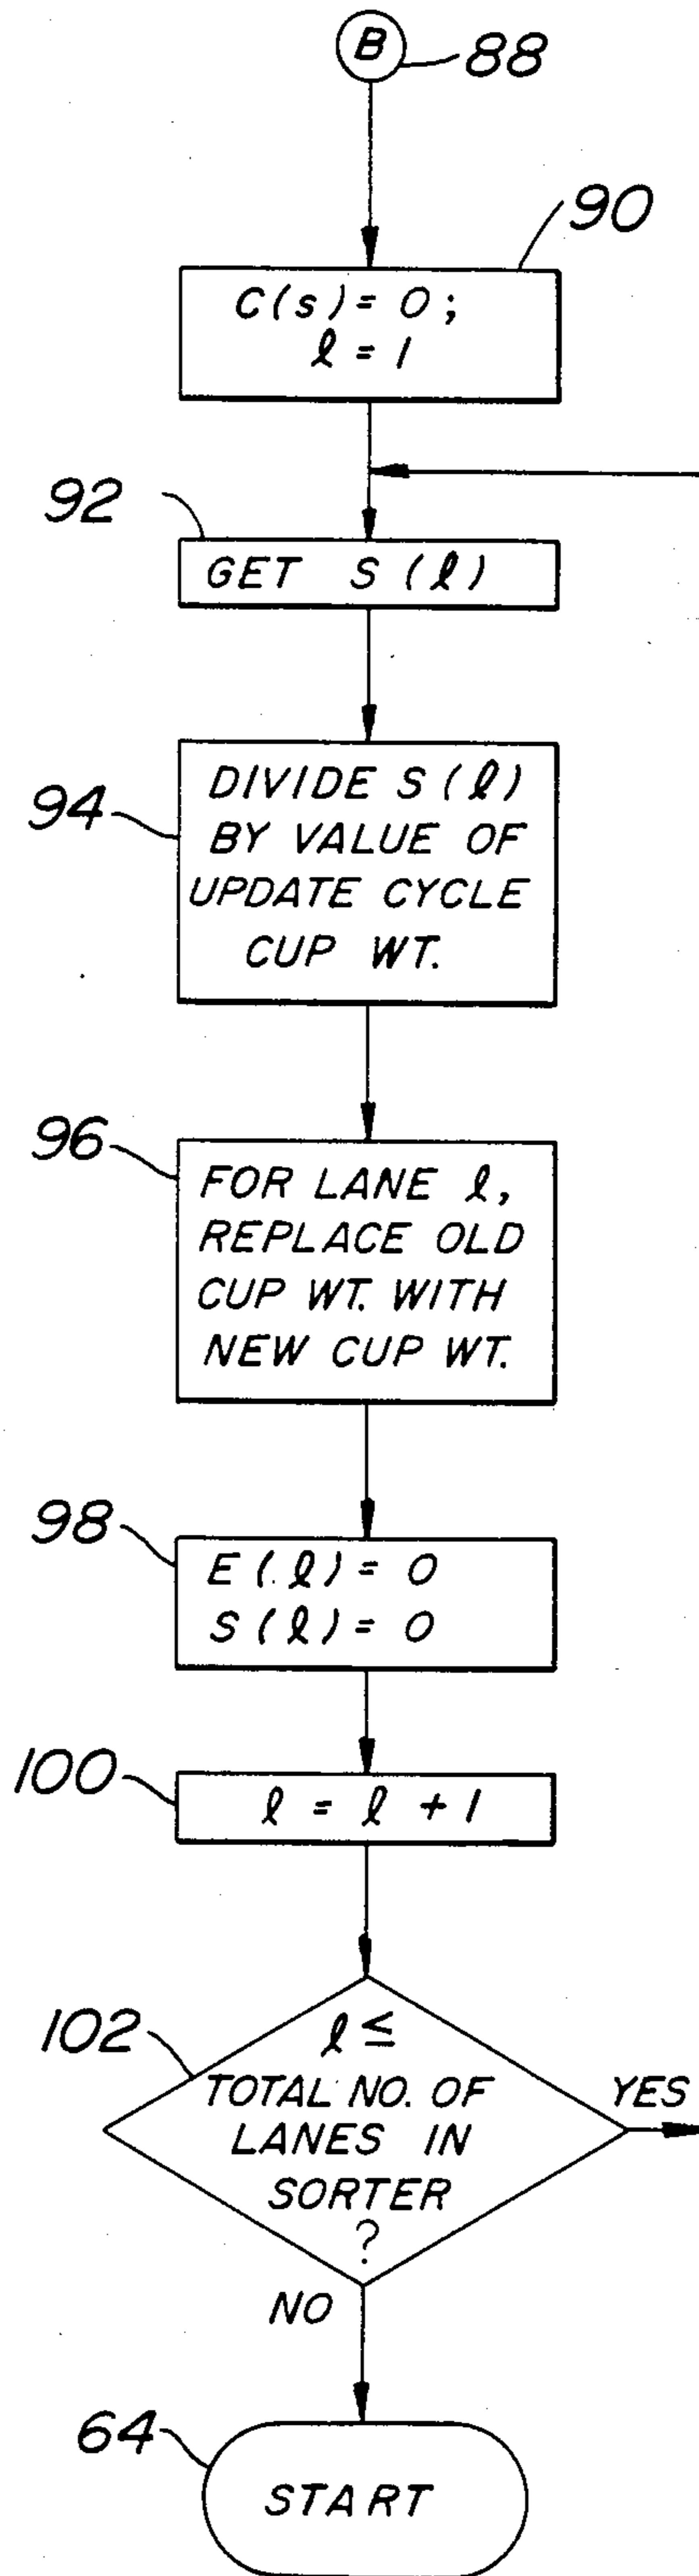 B
88
90
C(s) = 0;
ℓ = 1
92
GET S(ℓ)
94
DIVIDE S(ℓ)
BY VALUE OF
UPDATE CYCLE
CUP WT.
96
FOR LANE ℓ,
REPLACE OLD
CUP WT. WITH
NEW CUP WT.
98
E(ℓ) = 0
S(ℓ) = 0
100
ℓ = ℓ + 1
102
ℓ ≤
TOTAL NO. OF
LANES IN
SORTER
?
YES
NO
64
START